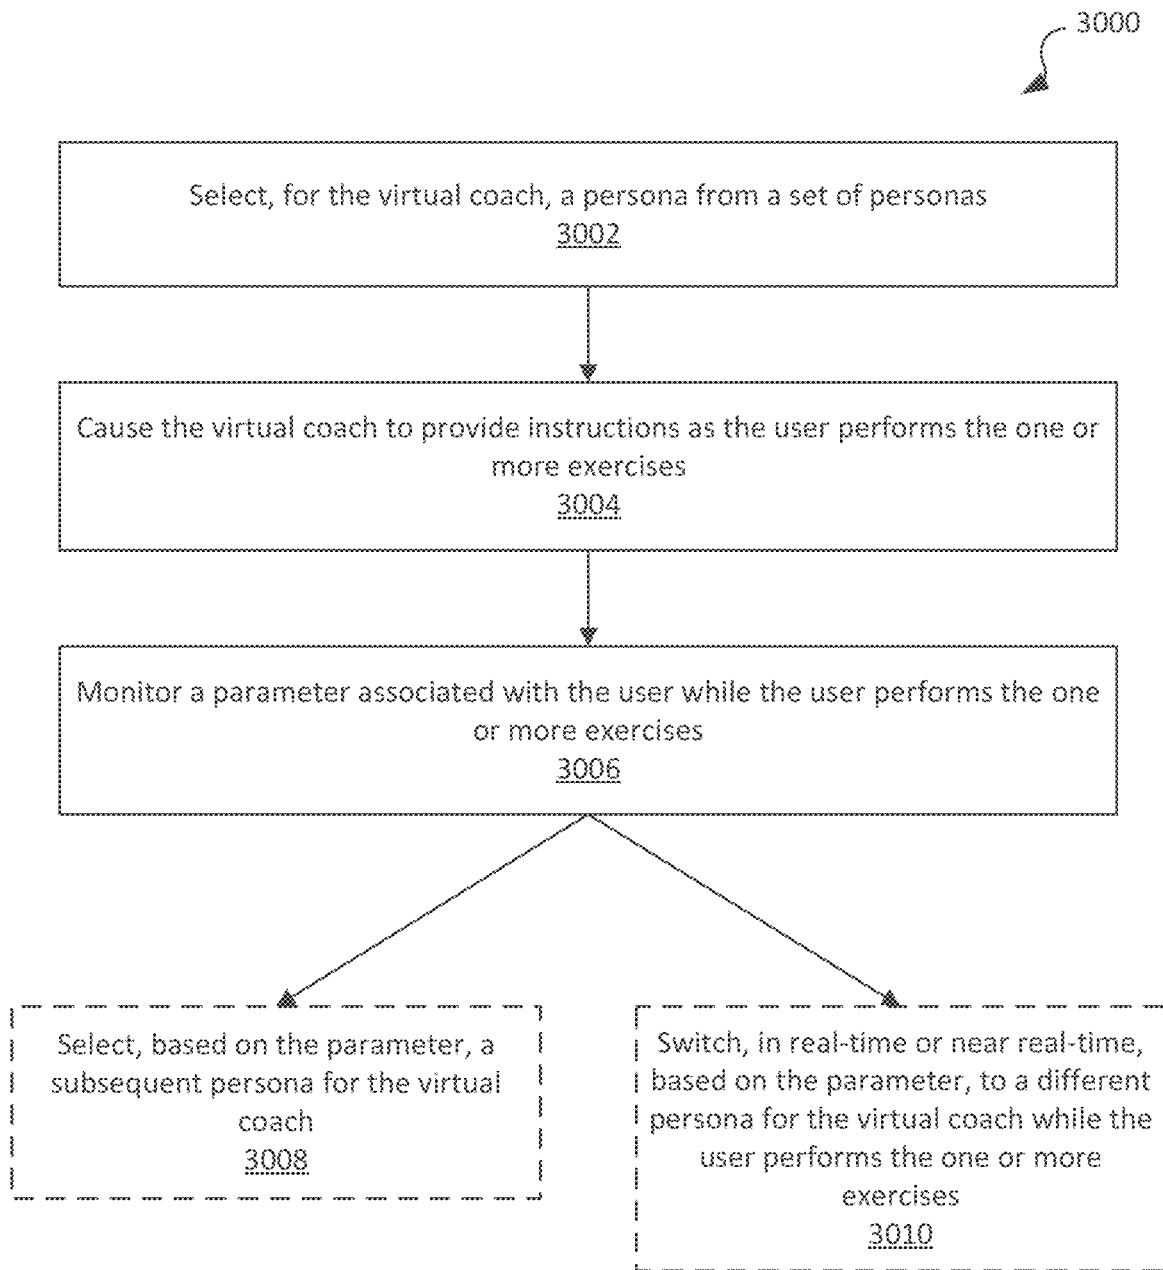 3000
Select, for the virtual coach, a persona from a set of personas
3002
Cause the virtual coach to provide instructions as the user performs the one or
more exercises
3004
Monitor a parameter associated with the user while the user performs the one
or more exercises
3006
Select, based on the parameter, a
subsequent persona for the virtual
coach
3008
Switch, in real-time or near real-time,
based on the parameter, to a different
persona for the virtual coach while the
user performs the one or more
exercises
3010